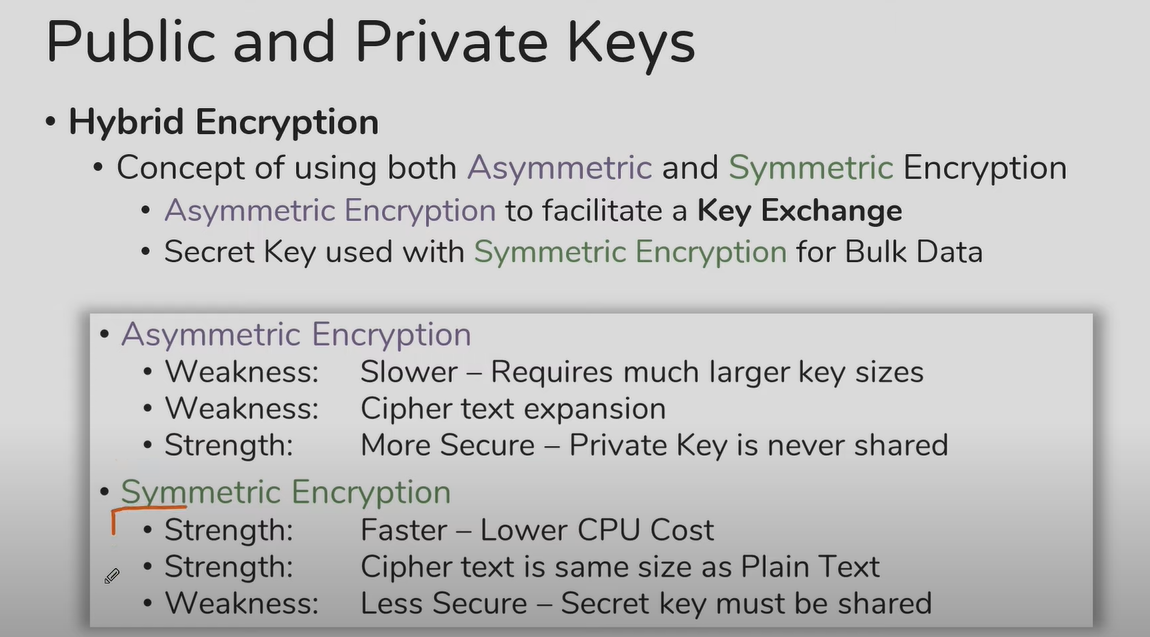 Public and Private Keys
• Hybrid Encryption
• Concept of using both Asymmetric and Symmetric Encryption
• Asymmetric Encryption to facilitate a Key Exchange
• Secret Key used with Symmetric Encryption for Bulk Data
• Asymmetric Encryption
• Weakness: Slower – Requires much larger key sizes
• Weakness: Cipher text expansion
• Strength: More Secure – Private Key is never shared
• Symmetric Encryption
• Strength: Faster – Lower CPU Cost
• Strength: Cipher text is same size as Plain Text
• Weakness: Less Secure – Secret key must be shared